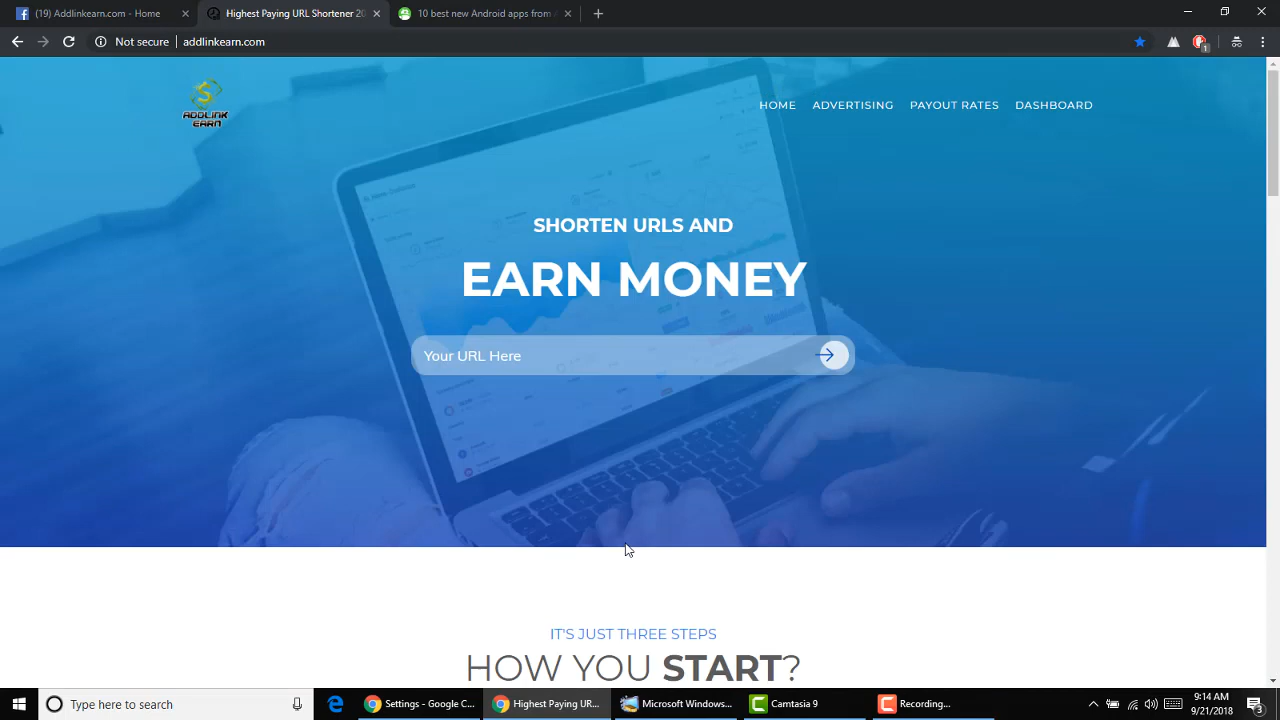 (19) Addlinkearn.com - Home
Highest Paying URL Shortener 20
10 best new Android apps from
Not secure
addlinkearn.com
1
S
ADDLINK
EARN
HOME
ADVERTISING
PAYOUT RATES
DASHBOARD
SHORTEN URLS AND
EARN MONEY
Your URL Here
IT'S JUST THREE STEPS
HOW YOU START?
Type here to search
Settings - Google C...
Highest Paying UR...
Microsoft Windows...
Camtasia 9
Recording...
9:14 AM
9/21/2018
3